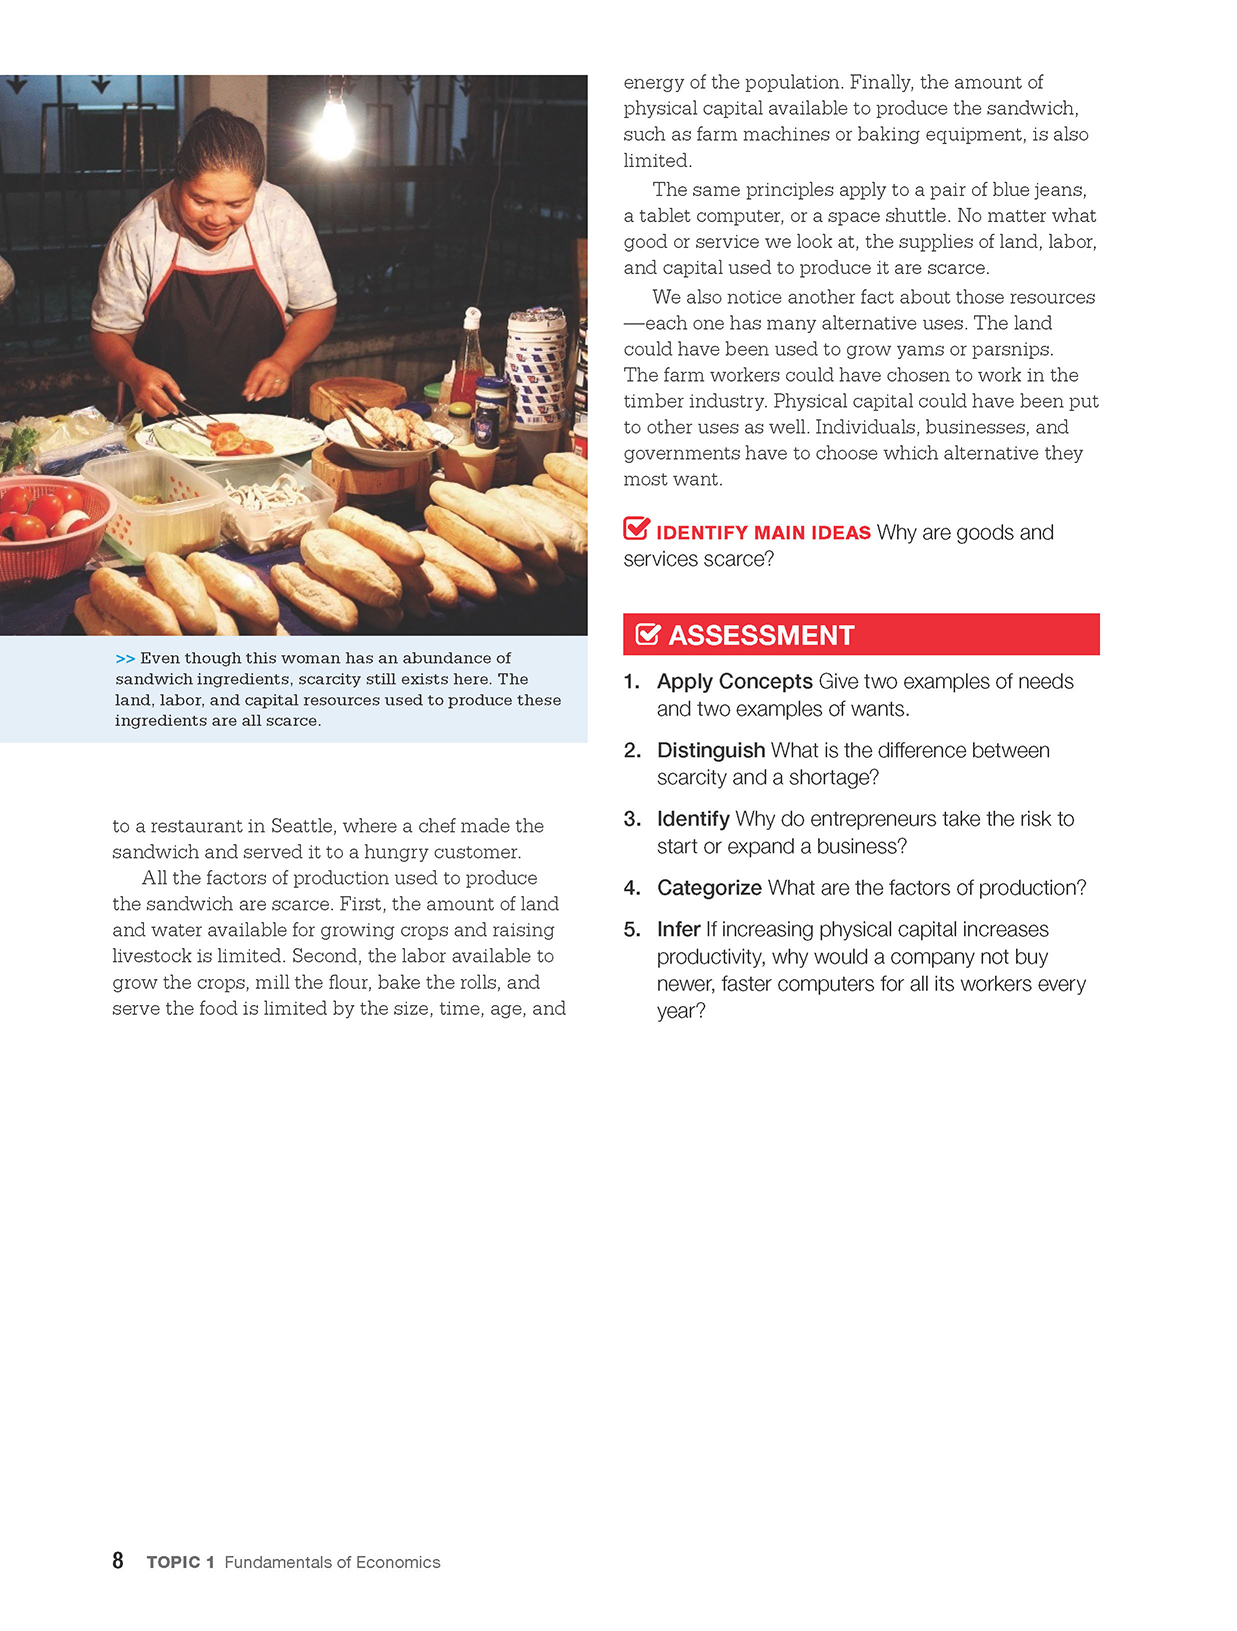 >> Even though this woman has an abundance of
sandwich ingredients, scarcity still exists here. The
land, labor, and capital resources used to produce these
ingredients are all scarce.
to a restaurant in Seattle, where a chef made the
sandwich and served it to a hungry customer.
All the factors of production used to produce
the sandwich are scarce. First, the amount of land
and water available for growing crops and raising
livestock is limited. Second, the labor available to
grow the crops, mill the flour, bake the rolls, and
serve the food is limited by the size, time, age, and
energy of the population. Finally, the amount of
physical capital available to produce the sandwich,
such as farm machines or baking equipment, is also
limited.
The same principles apply to a pair of blue jeans,
a tablet computer, or a space shuttle. No matter what
good or service we look at, the supplies of land, labor,
and capital used to produce it are scarce.
We also notice another fact about those resources
—each one has many alternative uses. The land
could have been used to grow yams or parsnips.
The farm workers could have chosen to work in the
timber industry. Physical capital could have been put
to other uses as well. Individuals, businesses, and
governments have to choose which alternative they
most want.
IDENTIFY MAIN IDEAS Why are goods and
services scarce?
ASSESSMENT
1. Apply Concepts Give two examples of needs
and two examples of wants.
2. Distinguish What is the difference between
scarcity and a shortage?
3. Identify Why do entrepreneurs take the risk to
start or expand a business?
4. Categorize What are the factors of production?
5. Infer If increasing physical capital increases
productivity, why would a company not buy
newer, faster computers for all its workers every
year?
8 TOPIC 1 Fundamentals of Economics